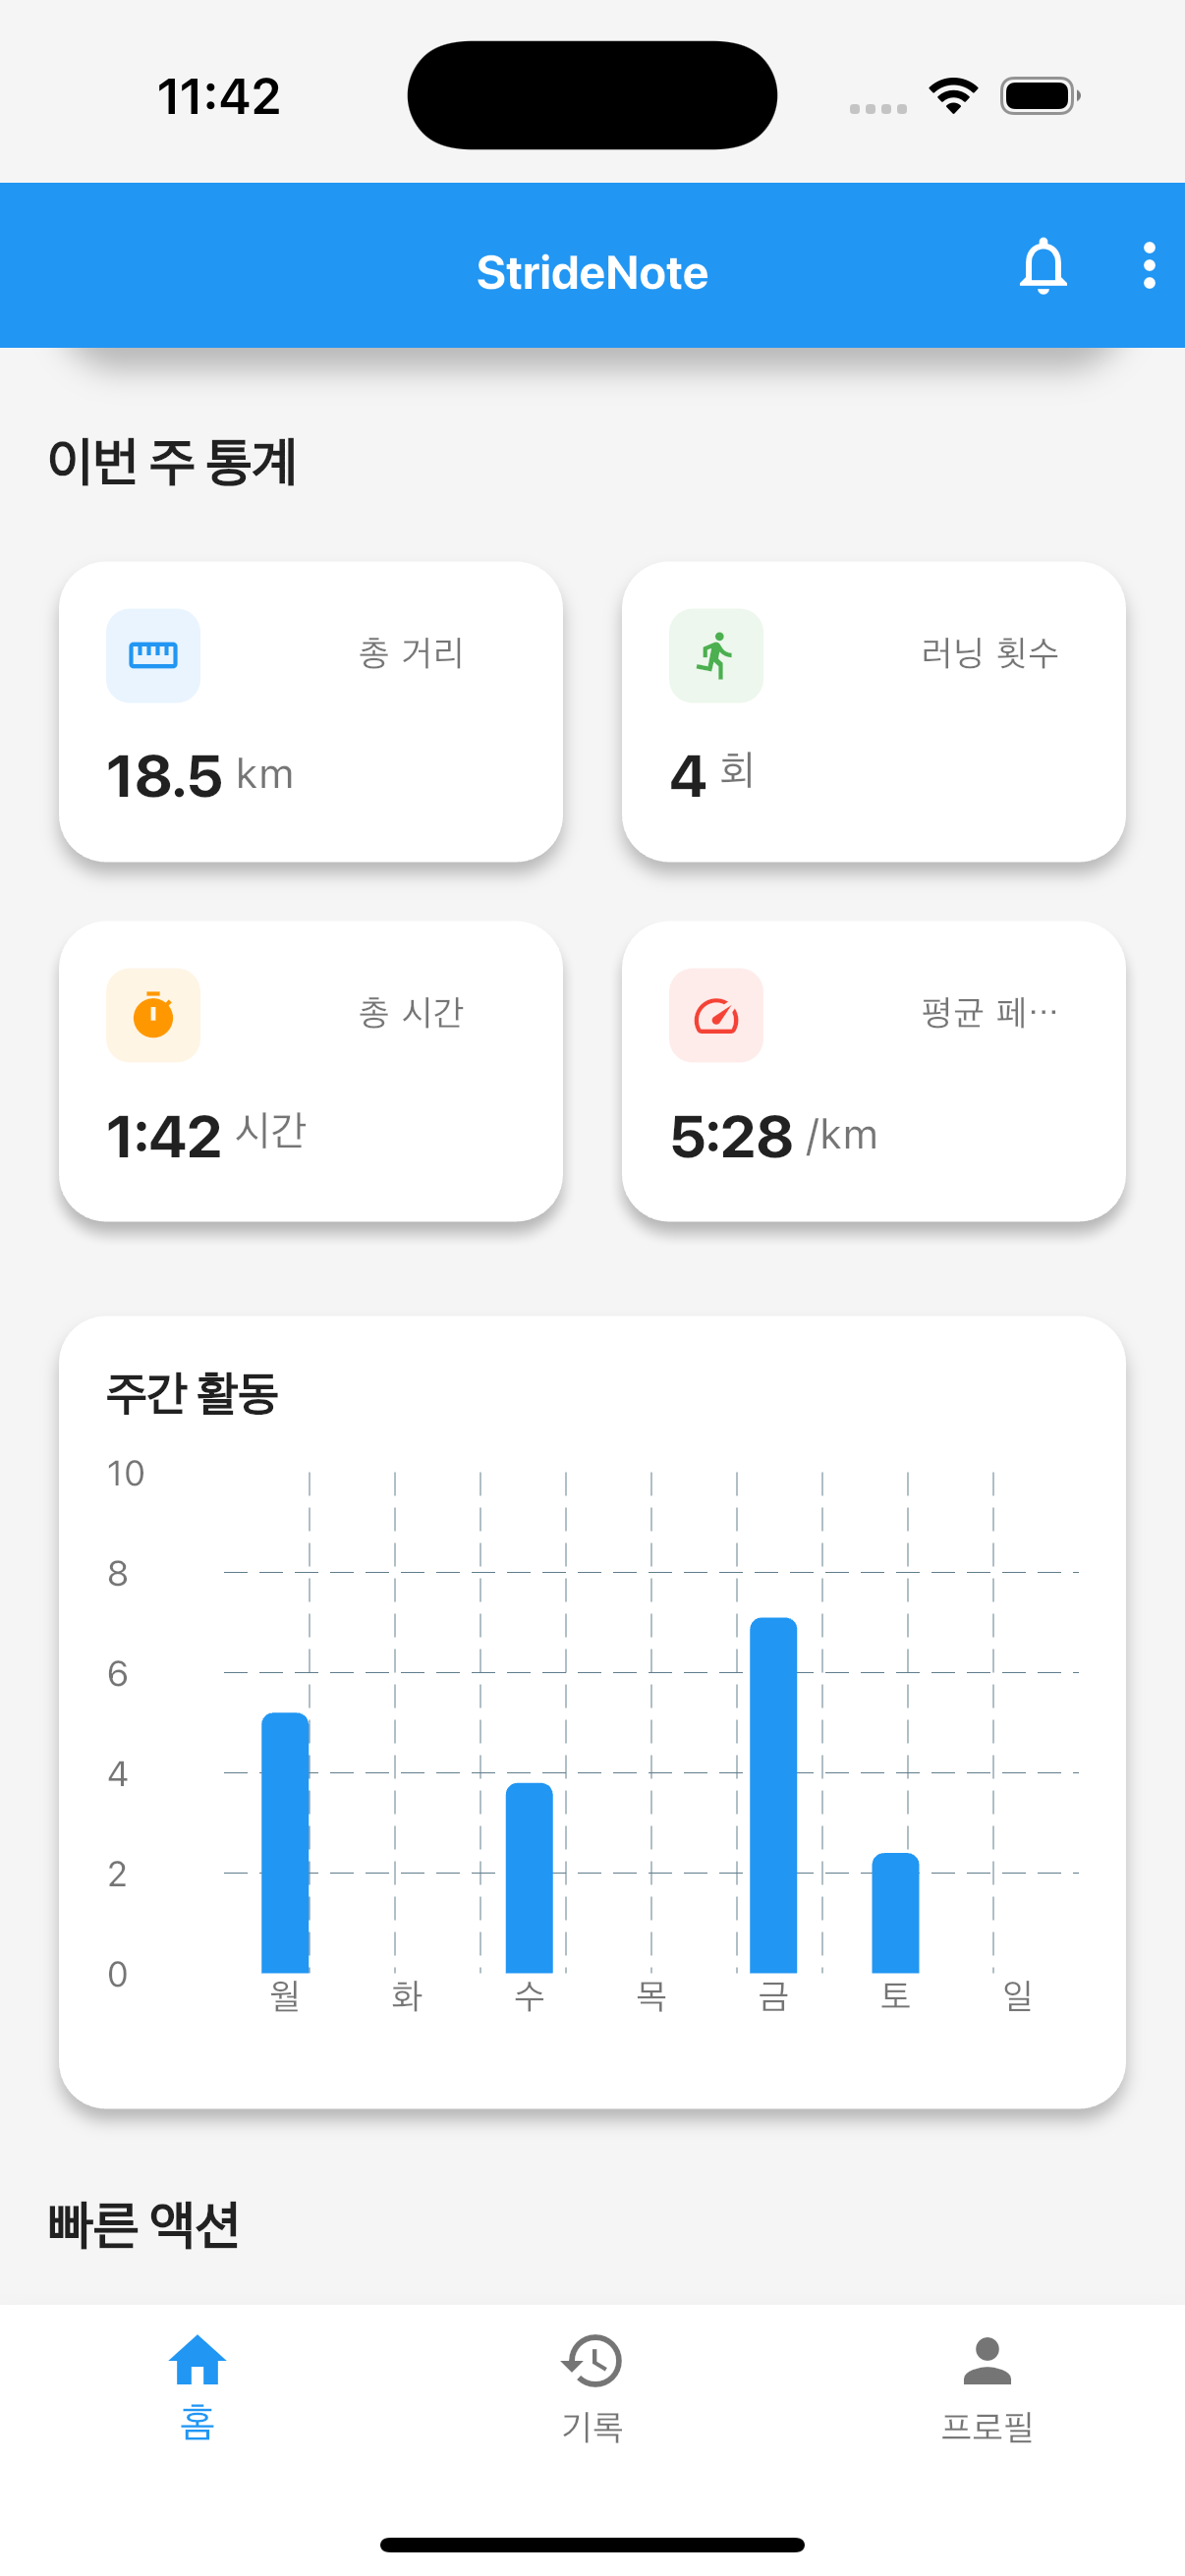 11:42
StrideNote
이번 주 통계
총 거리
러닝 횟수
18.5 km
4 회
총 시간
평균 페…
1:42 시간
5:28 /km
주간 활동
10
8
6
4
2
0
월 화 수 목 금 토 일
빠른 액션
홈 기록 프로필